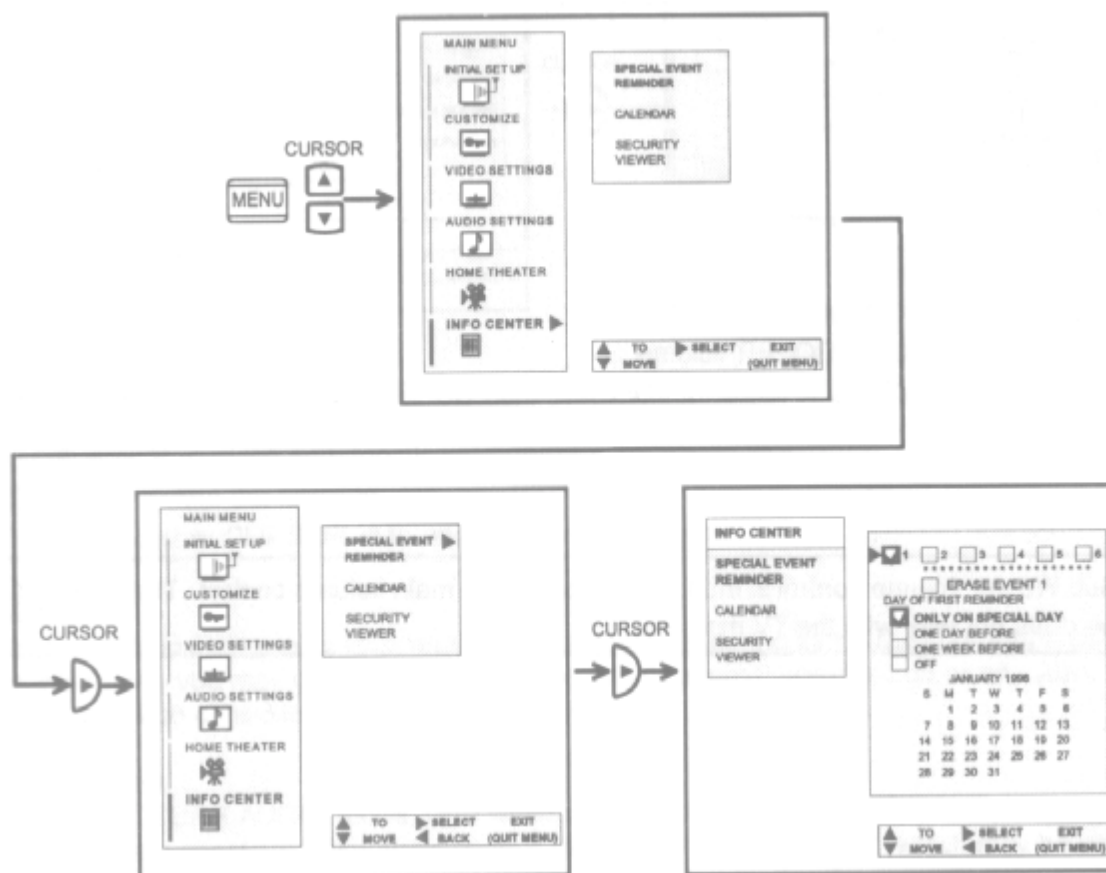 MENU
CURSOR
MAIN MENU
INITIAL SET UP
CUSTOMIZE
VIDEO SETTINGS
AUDIO SETTINGS
HOME THEATER
INFO CENTER
SPECIAL EVENT
REMINDER
CALENDAR
SECURITY
VIEWER
TO SELECT EXIT
MOVE (QUIT MENU)
CURSOR
MAIN MENU
INITIAL SET UP
CUSTOMIZE
VIDEO SETTINGS
AUDIO SETTINGS
HOME THEATER
INFO CENTER
SPECIAL EVENT
REMINDER
CALENDAR
SECURITY
VIEWER
TO SELECT EXIT
MOVE BACK (QUIT MENU)
CURSOR
INFO CENTER
SPECIAL EVENT
REMINDER
CALENDAR
SECURITY
VIEWER
1 2 3 4 5 6
ERASE EVENT 1
DAY OF FIRST REMINDER
ONLY ON SPECIAL DAY
ONE DAY BEFORE
ONE WEEK BEFORE
OFF
JANUARY 1996
S M T W T F S
1 2 3 4 5 6
7 8 9 10 11 12 13
14 15 16 17 18 19 20
21 22 23 24 25 26 27
28 29 30 31
TO SELECT EXIT
MOVE BACK (QUIT MENU)